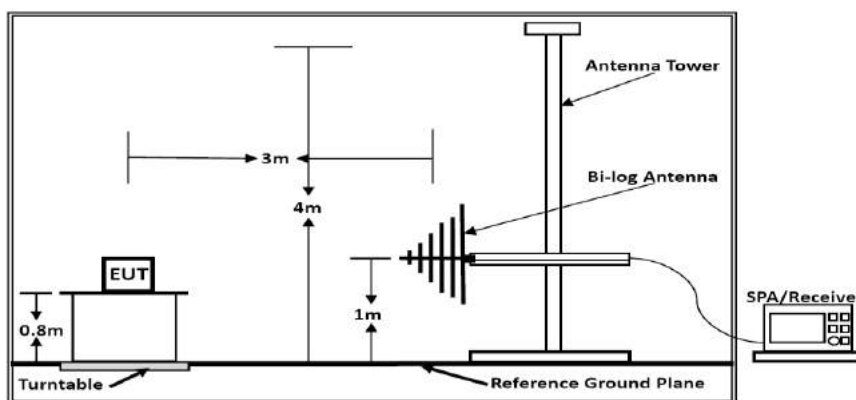 Antenna Tower
3m
Bi-log Antenna
4m
EUT
SPA/Receive
0.8m
1m
Turntable
Reference Ground Plane